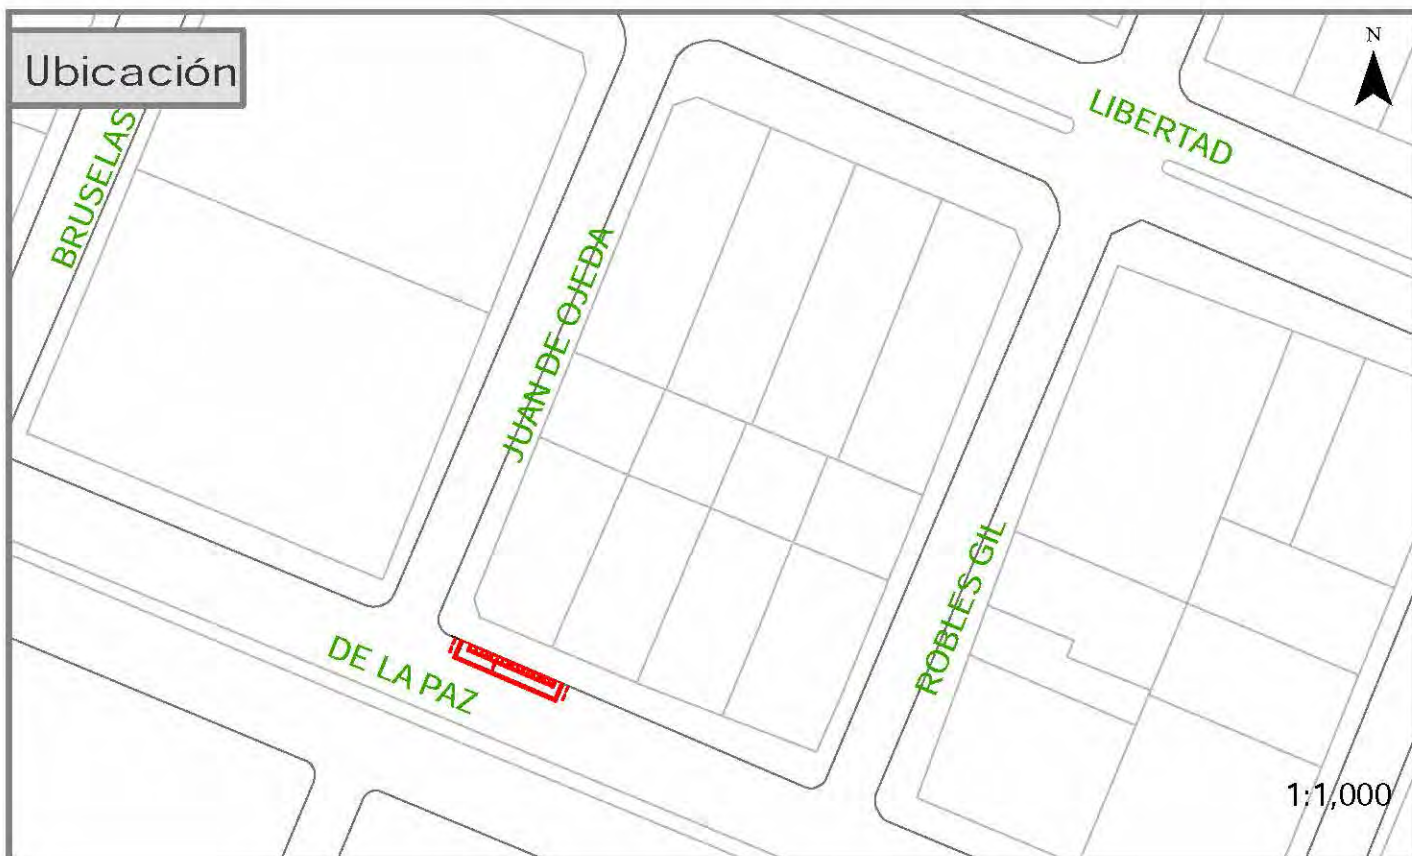 Ubicación
N
LIBERTAD
BRUSELAS
JUAN DE OJEDA
ROBLES GIL
DE LA PAZ
1:1,000